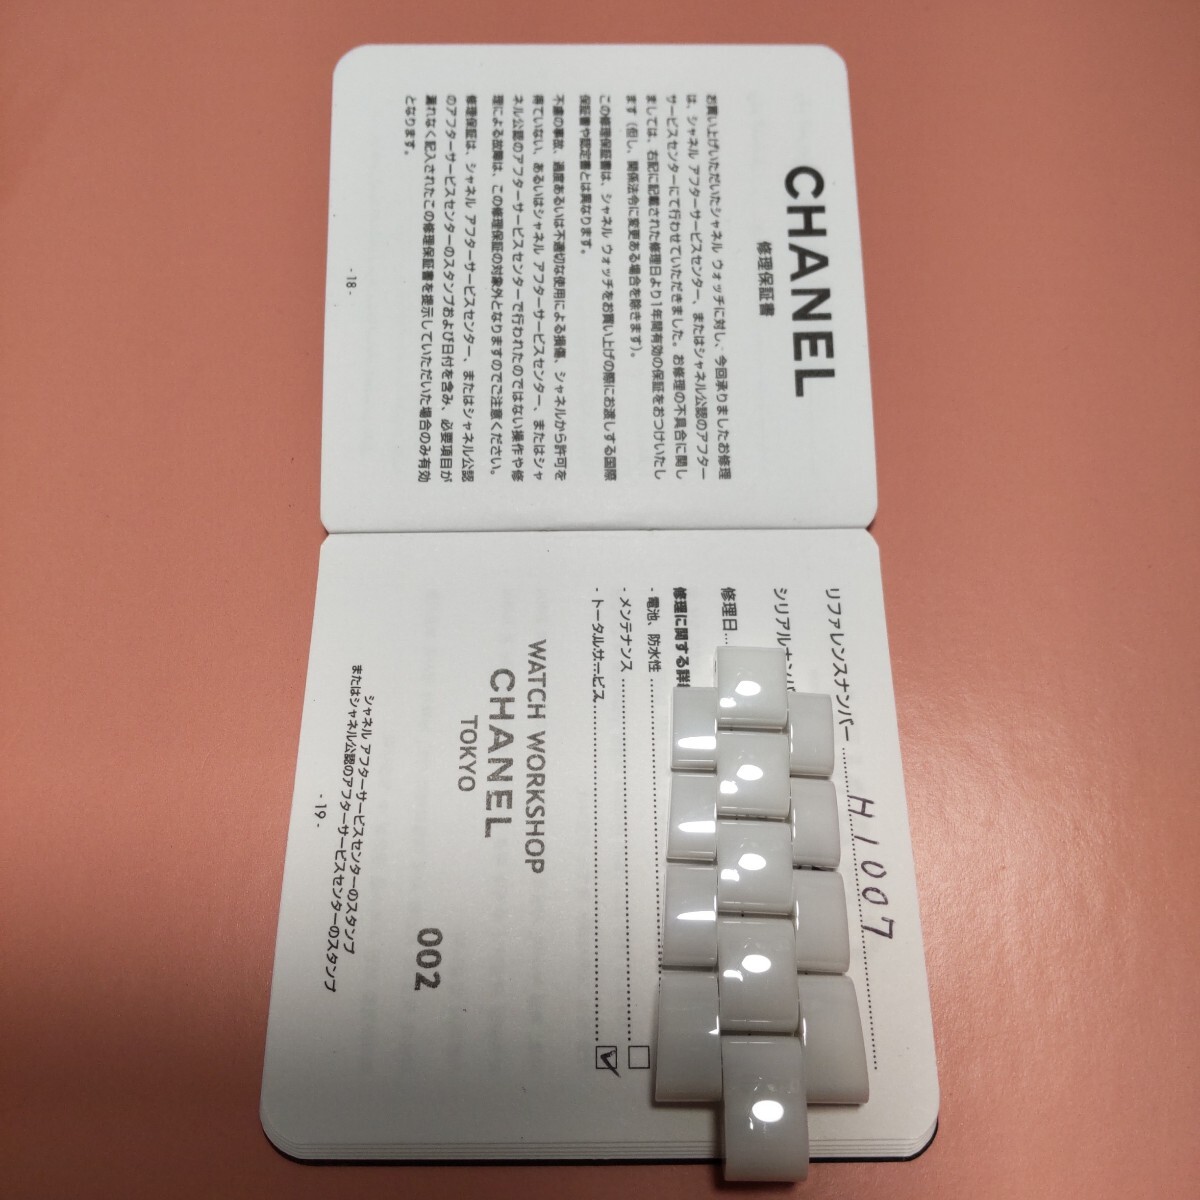 CHANEL
修理保証書
お買い上げいただいたシャネル ウォッチに対し、今回承りましたお修理
は、シャネル アフターサービスセンター、またはシャネル公認のアフター
サービスセンターにて行わせていただきました。お修理の不具合に関し
ましては、右記に記載された修理日より1年間有効の保証をおつけいたし
ます（但し、関係法令に変更ある場合を除きます）。
この修理保証書は、シャネル ウォッチをお買い上げの際にお渡しする国際
保証書や認定書とは異なります。
不慮の事故、過度あるいは不適切な使用による損傷、シャネルから許可を
得ていない、あるいはシャネル アフターサービスセンター、またはシャ
ネル公認のアフターサービスセンターで行われたのではない操作や修
理による故障は、この修理保証の対象外となりますのでご注意ください。
修理保証は、シャネル アフターサービスセンター、またはシャネル公認
のアフターサービスセンターのスタンプおよび日付を含み、必要項目が
漏れなく記入されたこの修理保証書を提示していただいた場合のみ有効
となります。
- 18 -
リファレンスナンバー H1007
シリアルナンバ
修理日
修理に関する詳
- 電池、防水性
- メンテナンス
- トータルサービス
WATCH WORKSHOP
CHANEL
TOKYO
002
シャネル アフターサービスセンターのスタンプ
またはシャネル公認のアフターサービスセンターのスタンプ
- 19 -